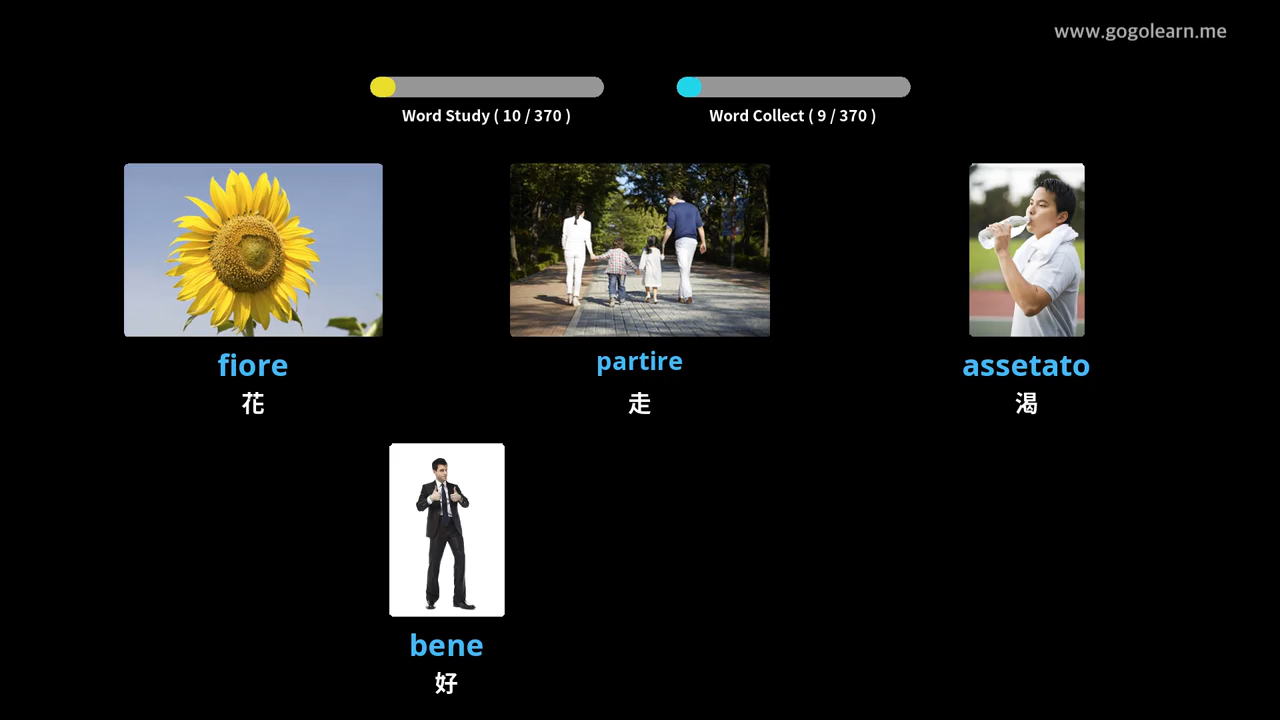 www.gogolearn.me
Word Study ( 10 / 370 )
Word Collect ( 9 / 370 )
fiore
花
partire
走
assetato
渴
bene
好